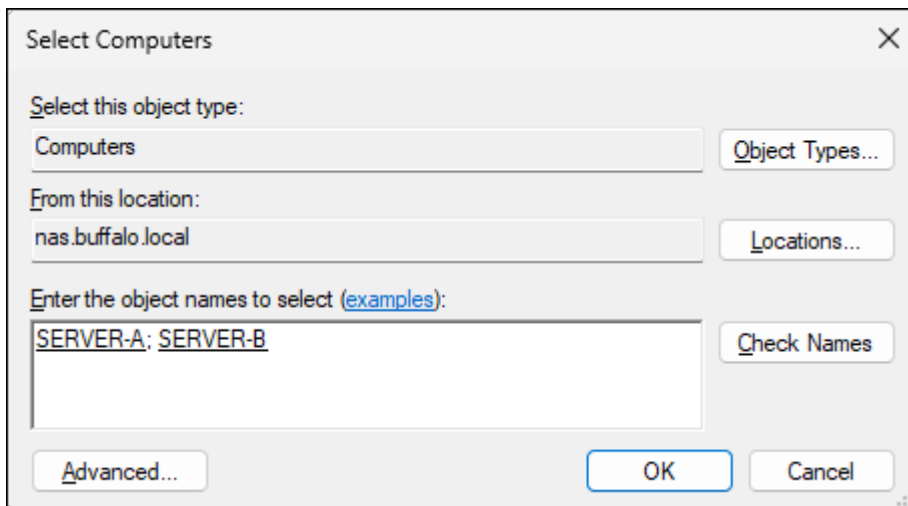 Select Computers
Select this object type:
Computers
Object Types...
From this location:
nas.buffalo.local
Locations...
Enter the object names to select (examples):
SERVER-A; SERVER-B
Check Names
Advanced...
OK
Cancel